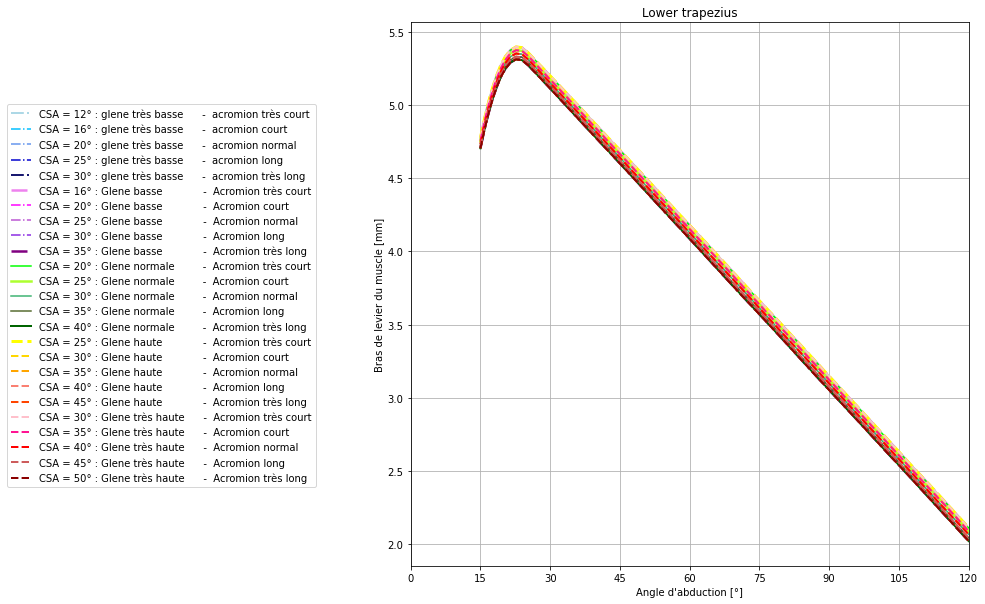 Lower trapezius
CSA = 12° : glene très basse - acromion très court
CSA = 16° : glene très basse - acromion court
CSA = 20° : glene très basse - acromion normal
CSA = 25° : glene très basse - acromion long
CSA = 30° : glene très basse - acromion très long
CSA = 16° : Glene basse - Acromion très court
CSA = 20° : Glene basse - Acromion court
CSA = 25° : Glene basse - Acromion normal
CSA = 30° : Glene basse - Acromion long
CSA = 35° : Glene basse - Acromion très long
CSA = 20° : Glene normale - Acromion très court
CSA = 25° : Glene normale - Acromion court
CSA = 30° : Glene normale - Acromion normal
CSA = 35° : Glene normale - Acromion long
CSA = 40° : Glene normale - Acromion très long
CSA = 25° : Glene haute - Acromion très court
CSA = 30° : Glene haute - Acromion court
CSA = 35° : Glene haute - Acromion normal
CSA = 40° : Glene haute - Acromion long
CSA = 45° : Glene haute - Acromion très long
CSA = 30° : Glene très haute - Acromion très court
CSA = 35° : Glene très haute - Acromion court
CSA = 40° : Glene très haute - Acromion normal
CSA = 45° : Glene très haute - Acromion long
CSA = 50° : Glene très haute - Acromion très long
Bras de levier du muscle [mm]
5.5
5.0
4.5
4.0
3.5
3.0
2.5
2.0
0 15 30 45 60 75 90 105 120
Angle d'abduction [°]